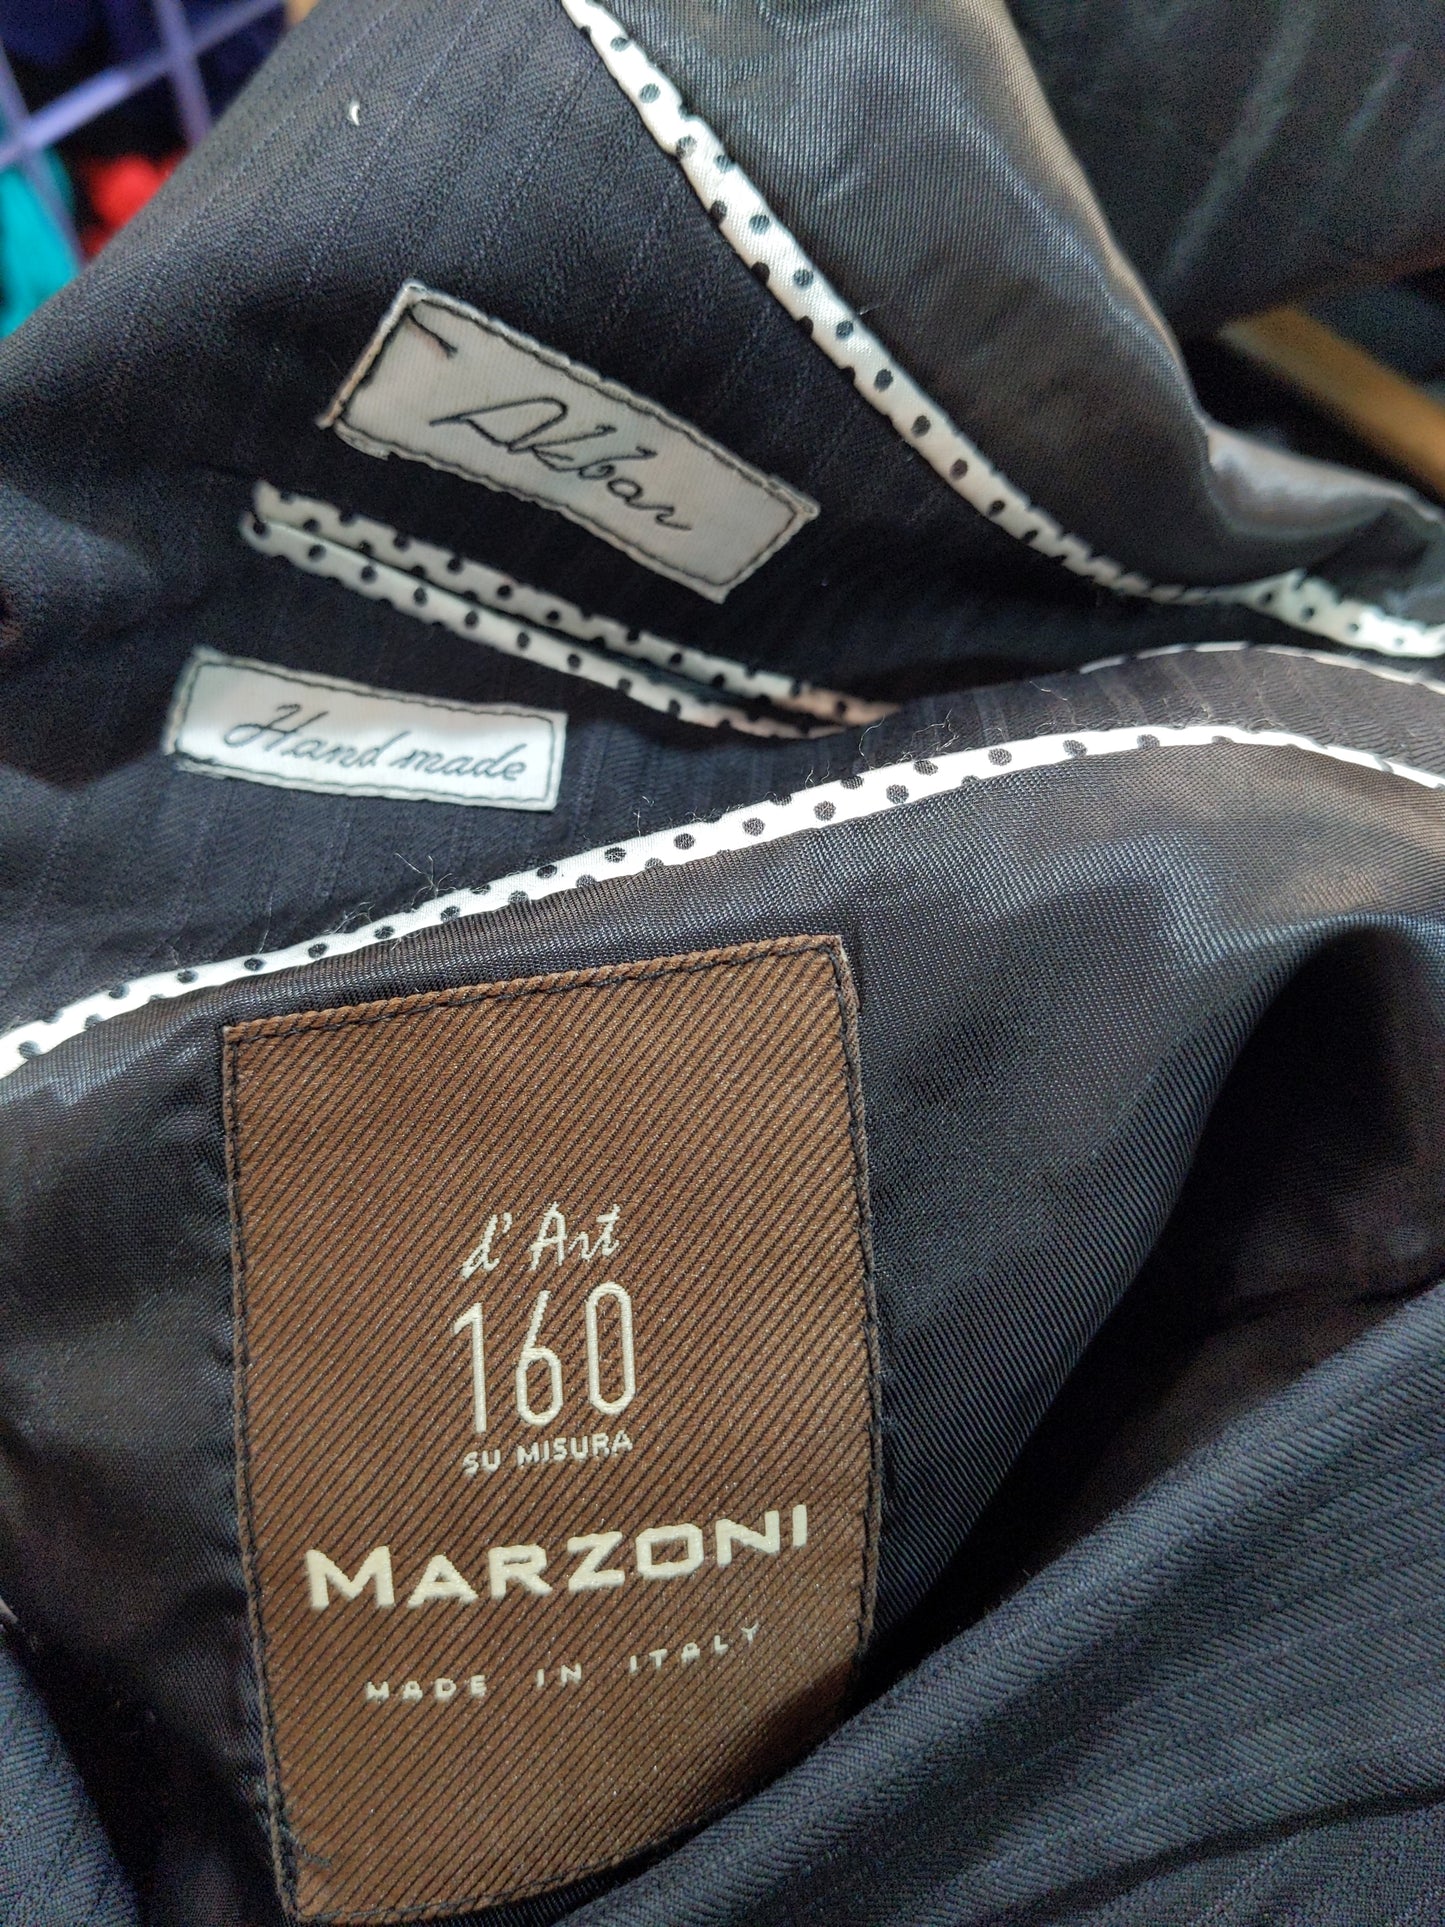 Akbar
Hand made
d'Art
160
SU MISURA
MARZONI
MADE IN ITALY